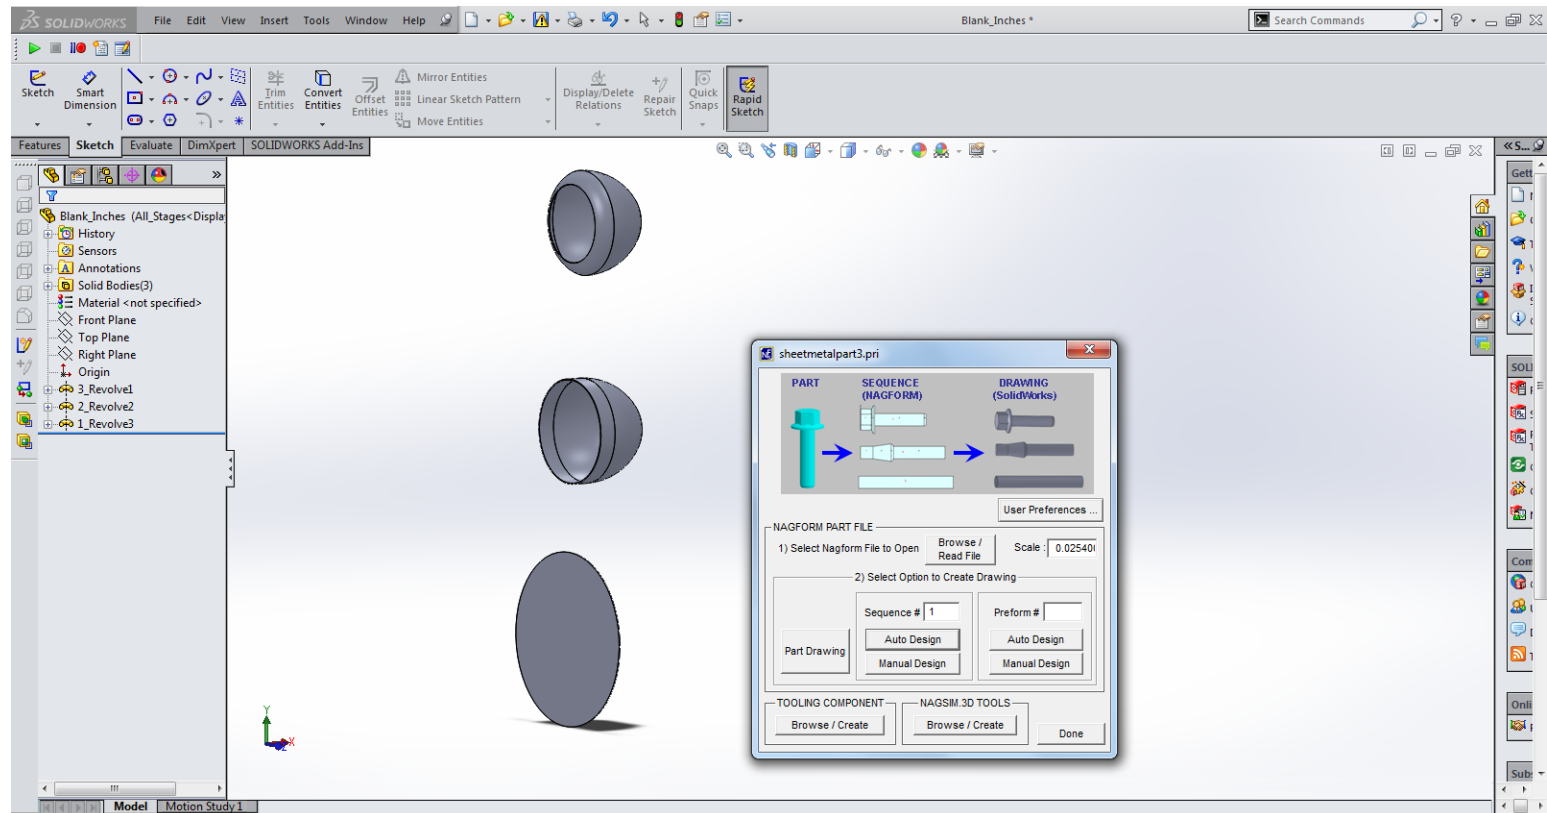 SOLIDWORKS File Edit View Insert Tools Window Help Blank_Inches * Search Commands
Sketch Smart Dimension Trim Entities Convert Entities Offset Entities Mirror Entities Linear Sketch Pattern Move Entities Display/Delete Relations Repair Sketch Quick Snaps Rapid Sketch
Features Sketch Evaluate DimXpert SOLIDWORKS Add-Ins
Blank_Inches (All_Stages<Displa
History
Sensors
Annotations
Solid Bodies(3)
Material <not specified>
Front Plane
Top Plane
Right Plane
Origin
3_Revolve1
2_Revolve2
1_Revolve3
sheetmetalpart3.pri
PART SEQUENCE (NAGFORM) DRAWING (SolidWorks)
User Preferences ...
NAGFORM PART FILE
1) Select Nagform File to Open Browse / Read File Scale : 0.02540
2) Select Option to Create Drawing
Sequence # 1 Preform #
Part Drawing Auto Design Auto Design
Manual Design Manual Design
TOOLING COMPONENT NAGSIM.3D TOOLS
Browse / Create Browse / Create Done
Y
X
Z
Model Motion Study 1
S...
Gett
SOLI
Com
Onli
Subs